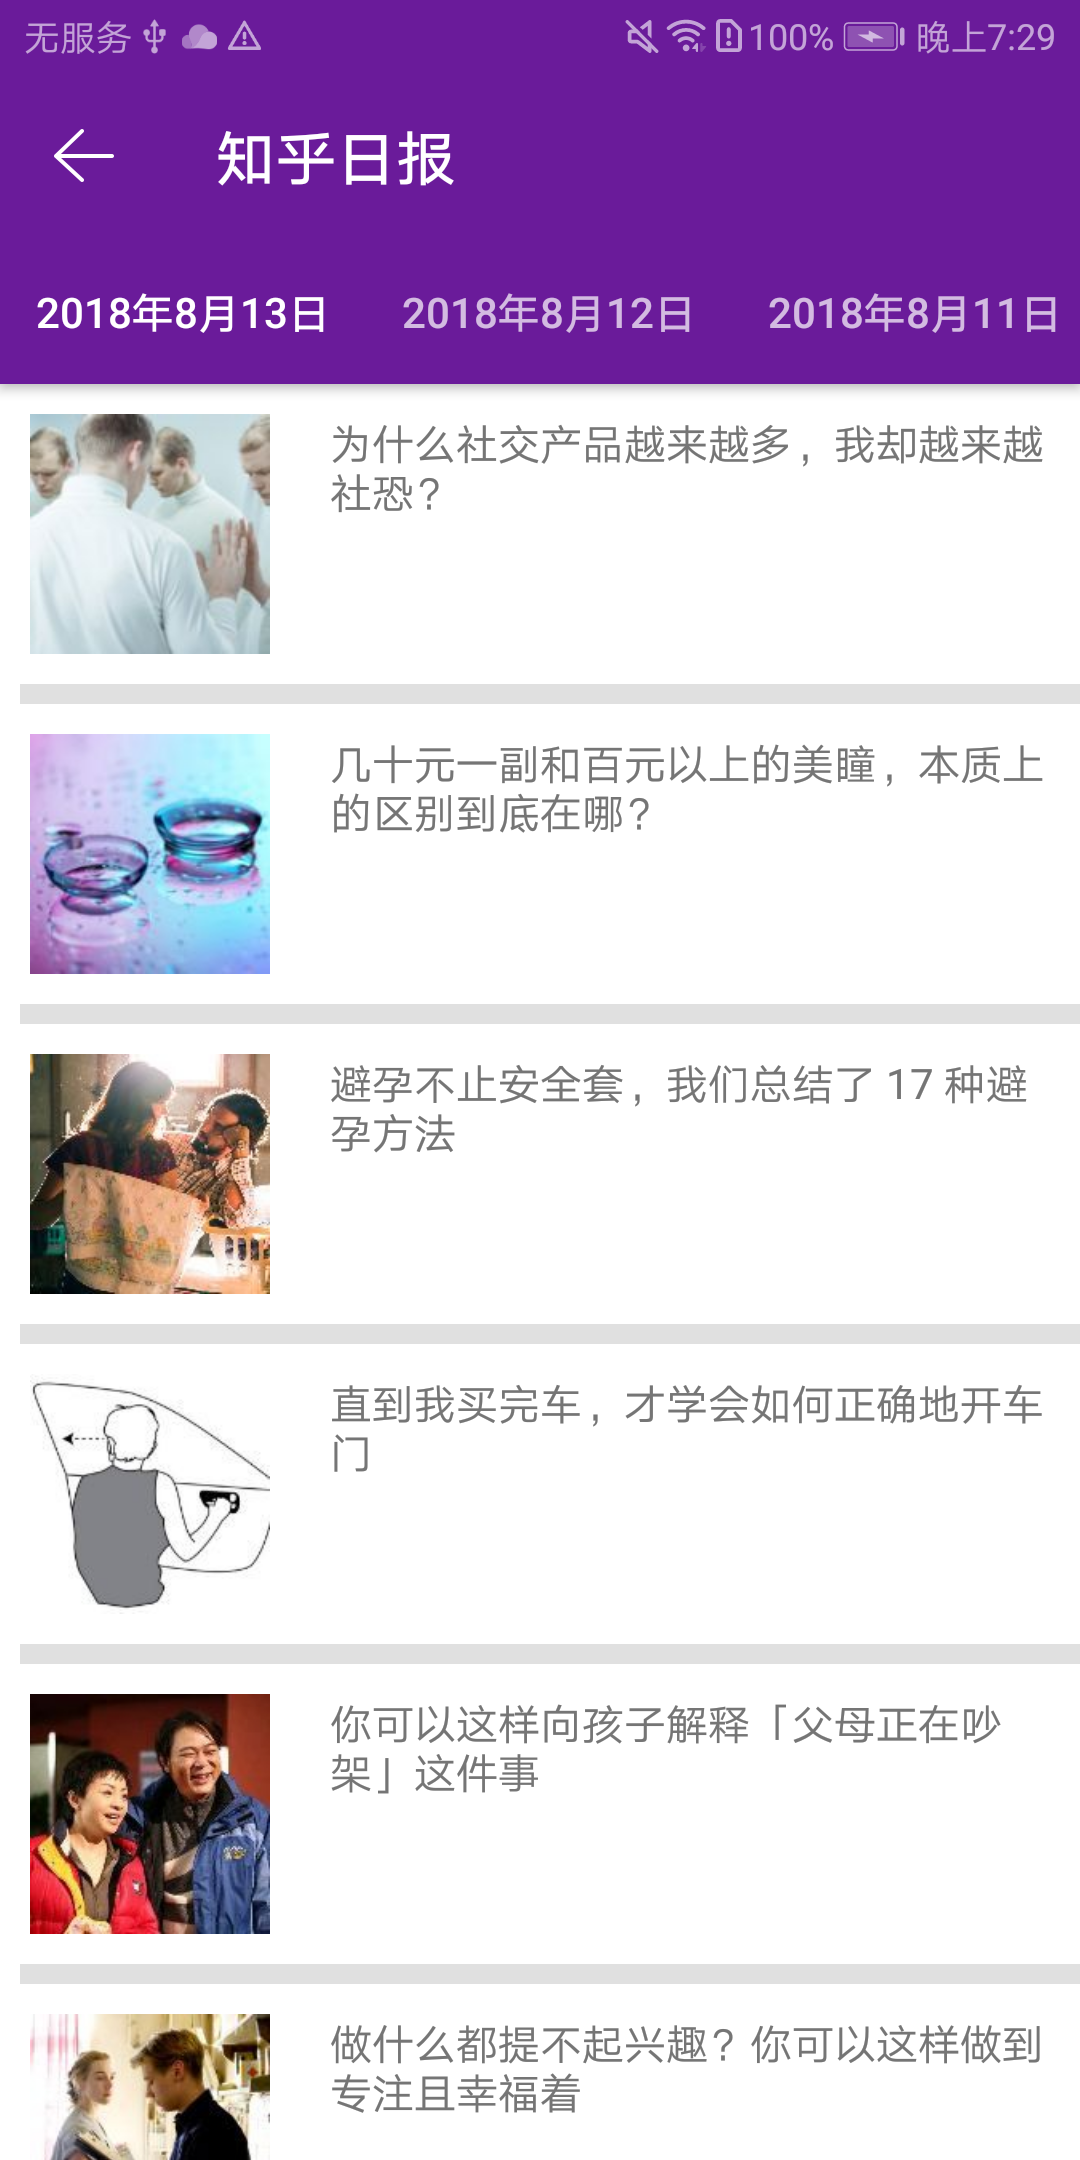 无服务 100% 晚上7:29
知乎日报
2018年8月13日 2018年8月12日 2018年8月11日
为什么社交产品越来越多，我却越来越
社恐？
几十元一副和百元以上的美瞳，本质上
的区别到底在哪？
避孕不止安全套，我们总结了 17 种避
孕方法
直到我买完车，才学会如何正确地开车
门
你可以这样向孩子解释「父母正在吵
架」这件事
做什么都提不起兴趣？你可以这样做到
专注且幸福着